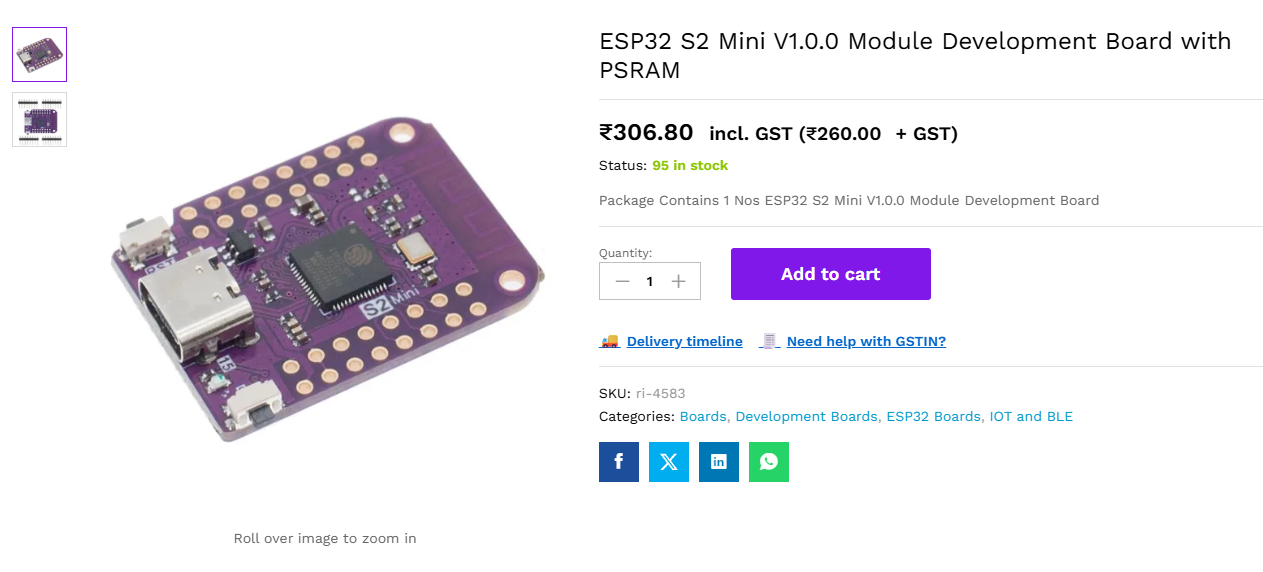 ESP32 S2 Mini V1.0.0 Module Development Board with
PSRAM
₹306.80 incl. GST (₹260.00 + GST)
Status: 95 in stock
Package Contains 1 Nos ESP32 S2 Mini V1.0.0 Module Development Board
Quantity:
1
Add to cart
Delivery timeline Need help with GSTIN?
SKU: ri-4583
Categories: Boards, Development Boards, ESP32 Boards, IOT and BLE
RST
S2 Mini
15
Roll over image to zoom in